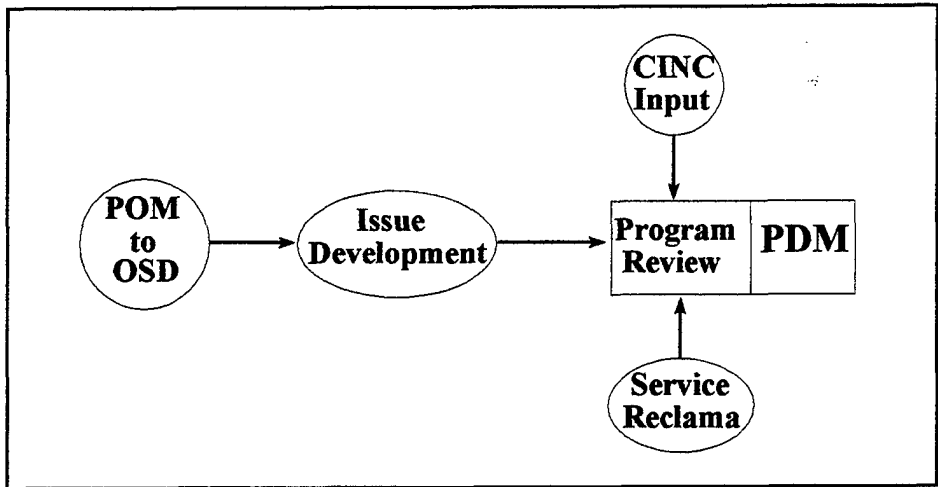 CINC
Input
POM
to
OSD
Issue
Development
Program
Review
PDM
Service
Reclama